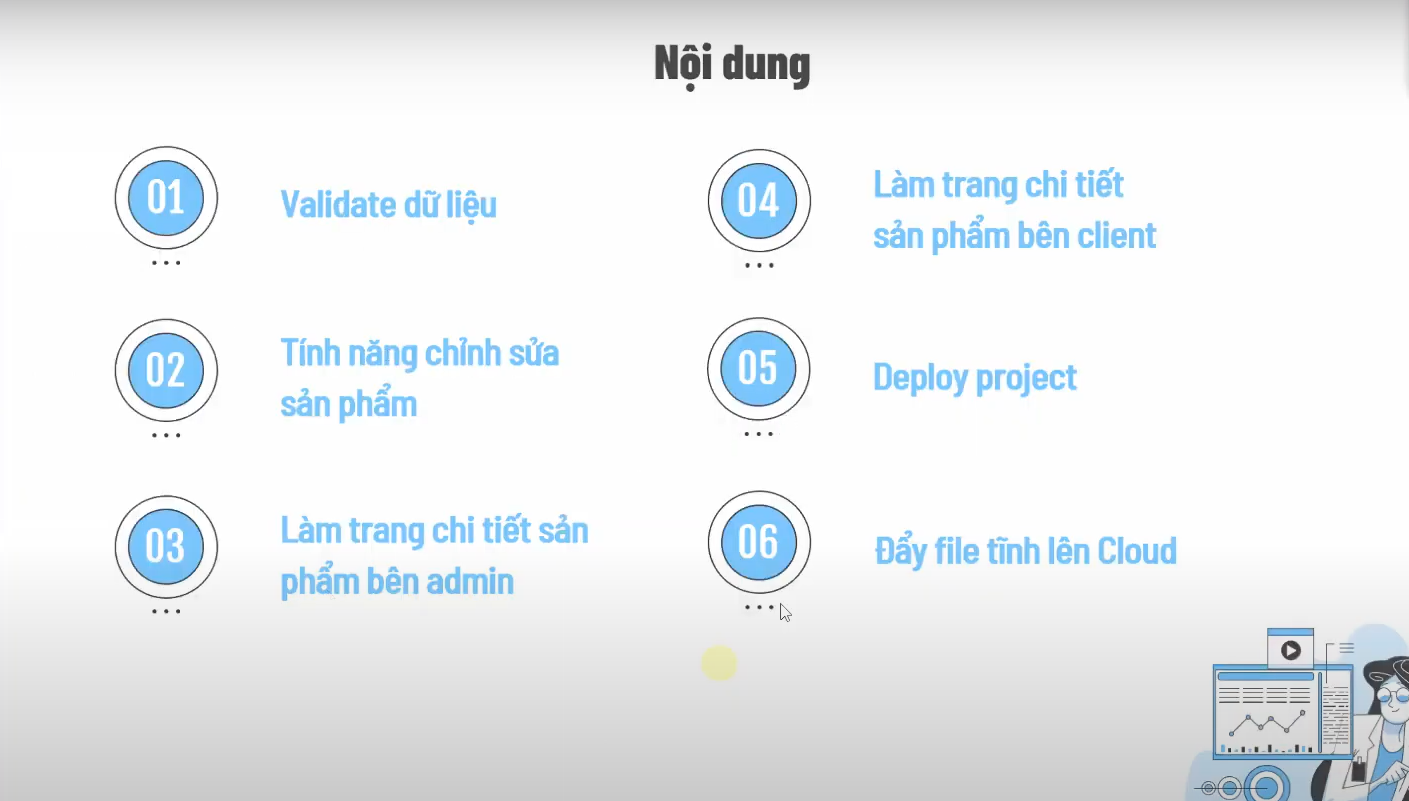 Nội dung
01
Validate dữ liệu
02
Tính năng chỉnh sửa
sản phẩm
03
Làm trang chi tiết sản
phẩm bên admin
04
Làm trang chi tiết
sản phẩm bên client
05
Deploy project
06
Đẩy file tĩnh lên Cloud